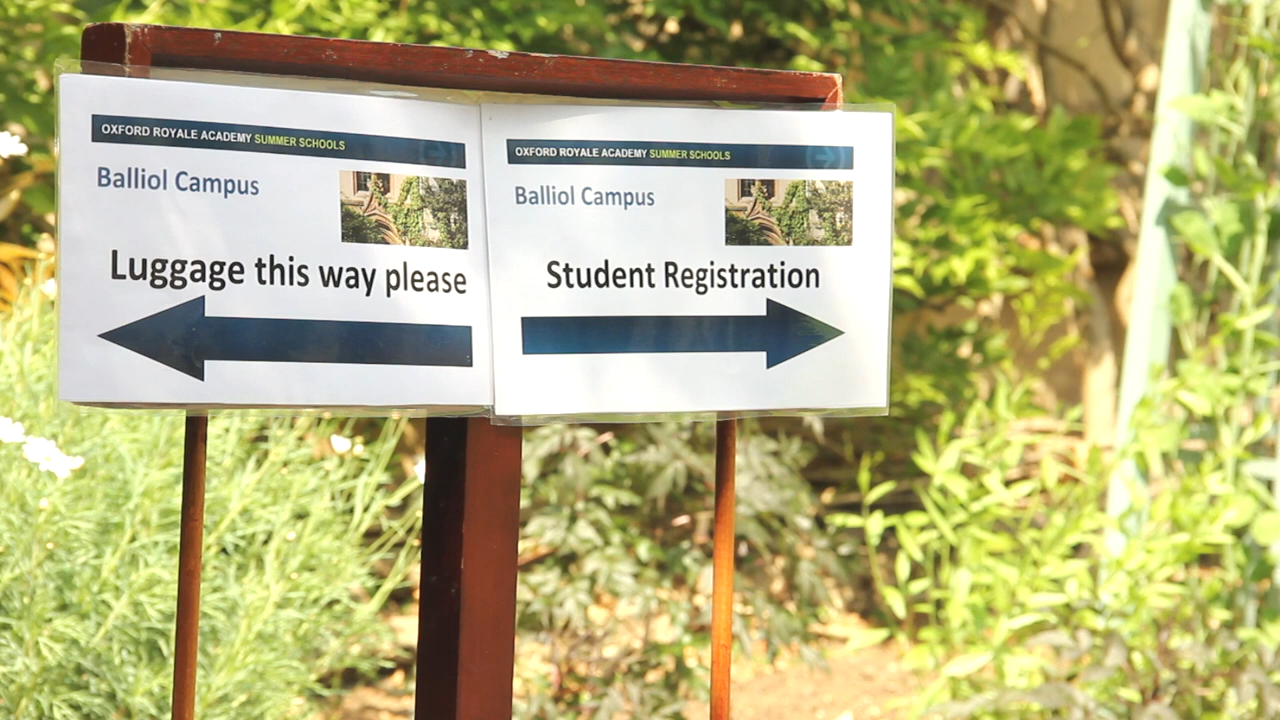 OXFORD ROYALE ACADEMY SUMMER SCHOOLS
Balliol Campus
Luggage this way please
OXFORD ROYALE ACADEMY SUMMER SCHOOLS
Balliol Campus
Student Registration